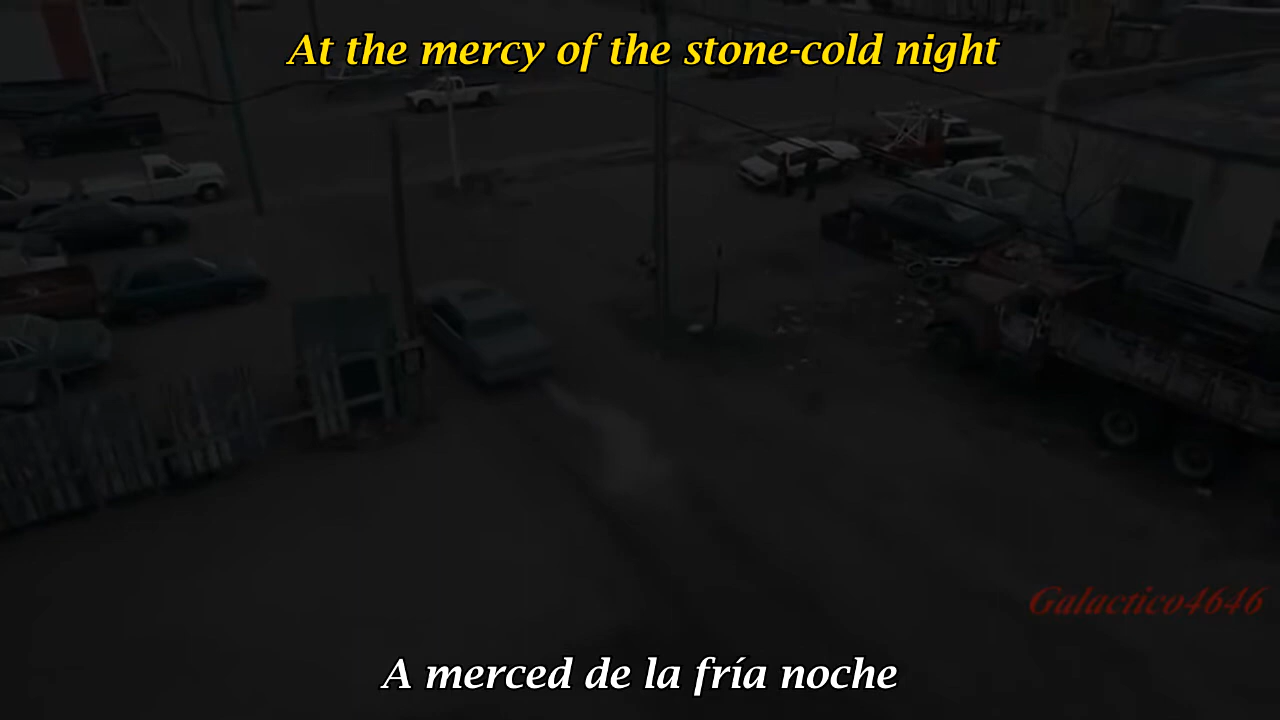 At the mercy of the stone-cold night
Galactico4646
A merced de la fría noche